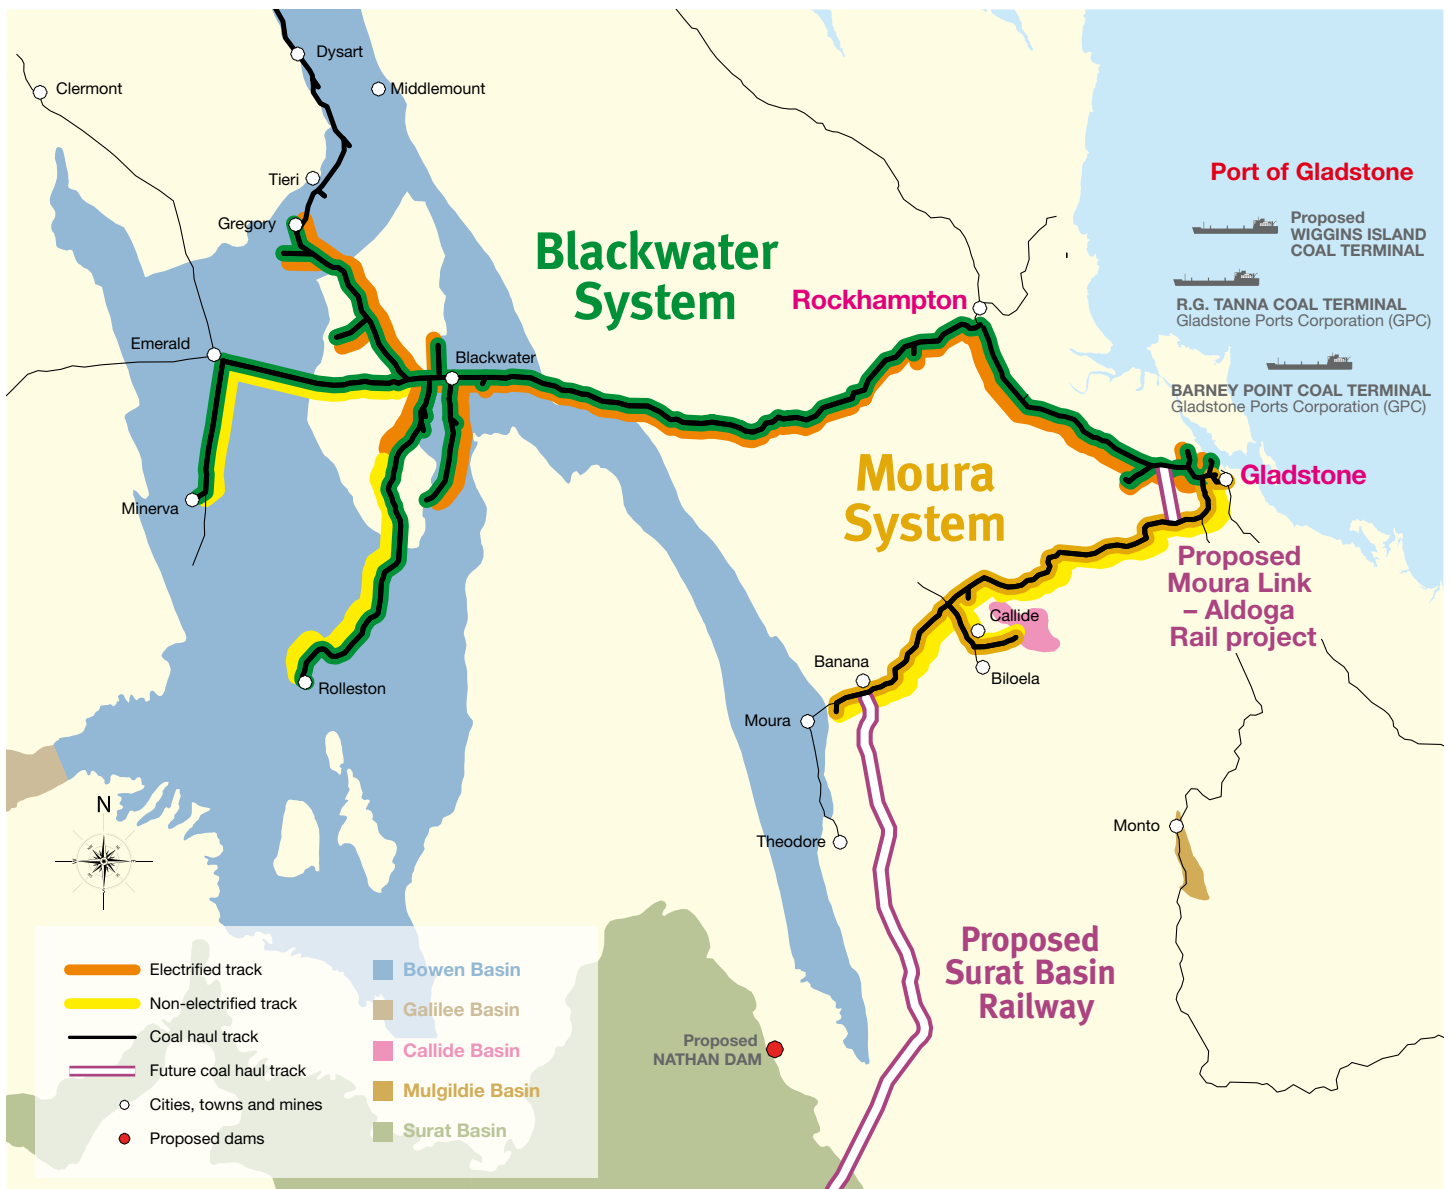 Dysart
Clermont
Middlemount
Tieri
Gregory
Blackwater
System
Rockhampton
Port of Gladstone
Proposed
WIGGINS ISLAND
COAL TERMINAL
R.G. TANNA COAL TERMINAL
Gladstone Ports Corporation (GPC)
BARNEY POINT COAL TERMINAL
Gladstone Ports Corporation (GPC)
Emerald
Blackwater
Minerva
Moura
System
Gladstone
Proposed
Moura Link
– Aldoga
Rail project
Callide
Banana
Biloela
Rolleston
Moura
Theodore
Monto
N
Proposed
Surat Basin
Railway
Proposed
NATHAN DAM
Electrified track
Non-electrified track
Coal haul track
Future coal haul track
Cities, towns and mines
Proposed dams
Bowen Basin
Galilee Basin
Callide Basin
Mulgildie Basin
Surat Basin